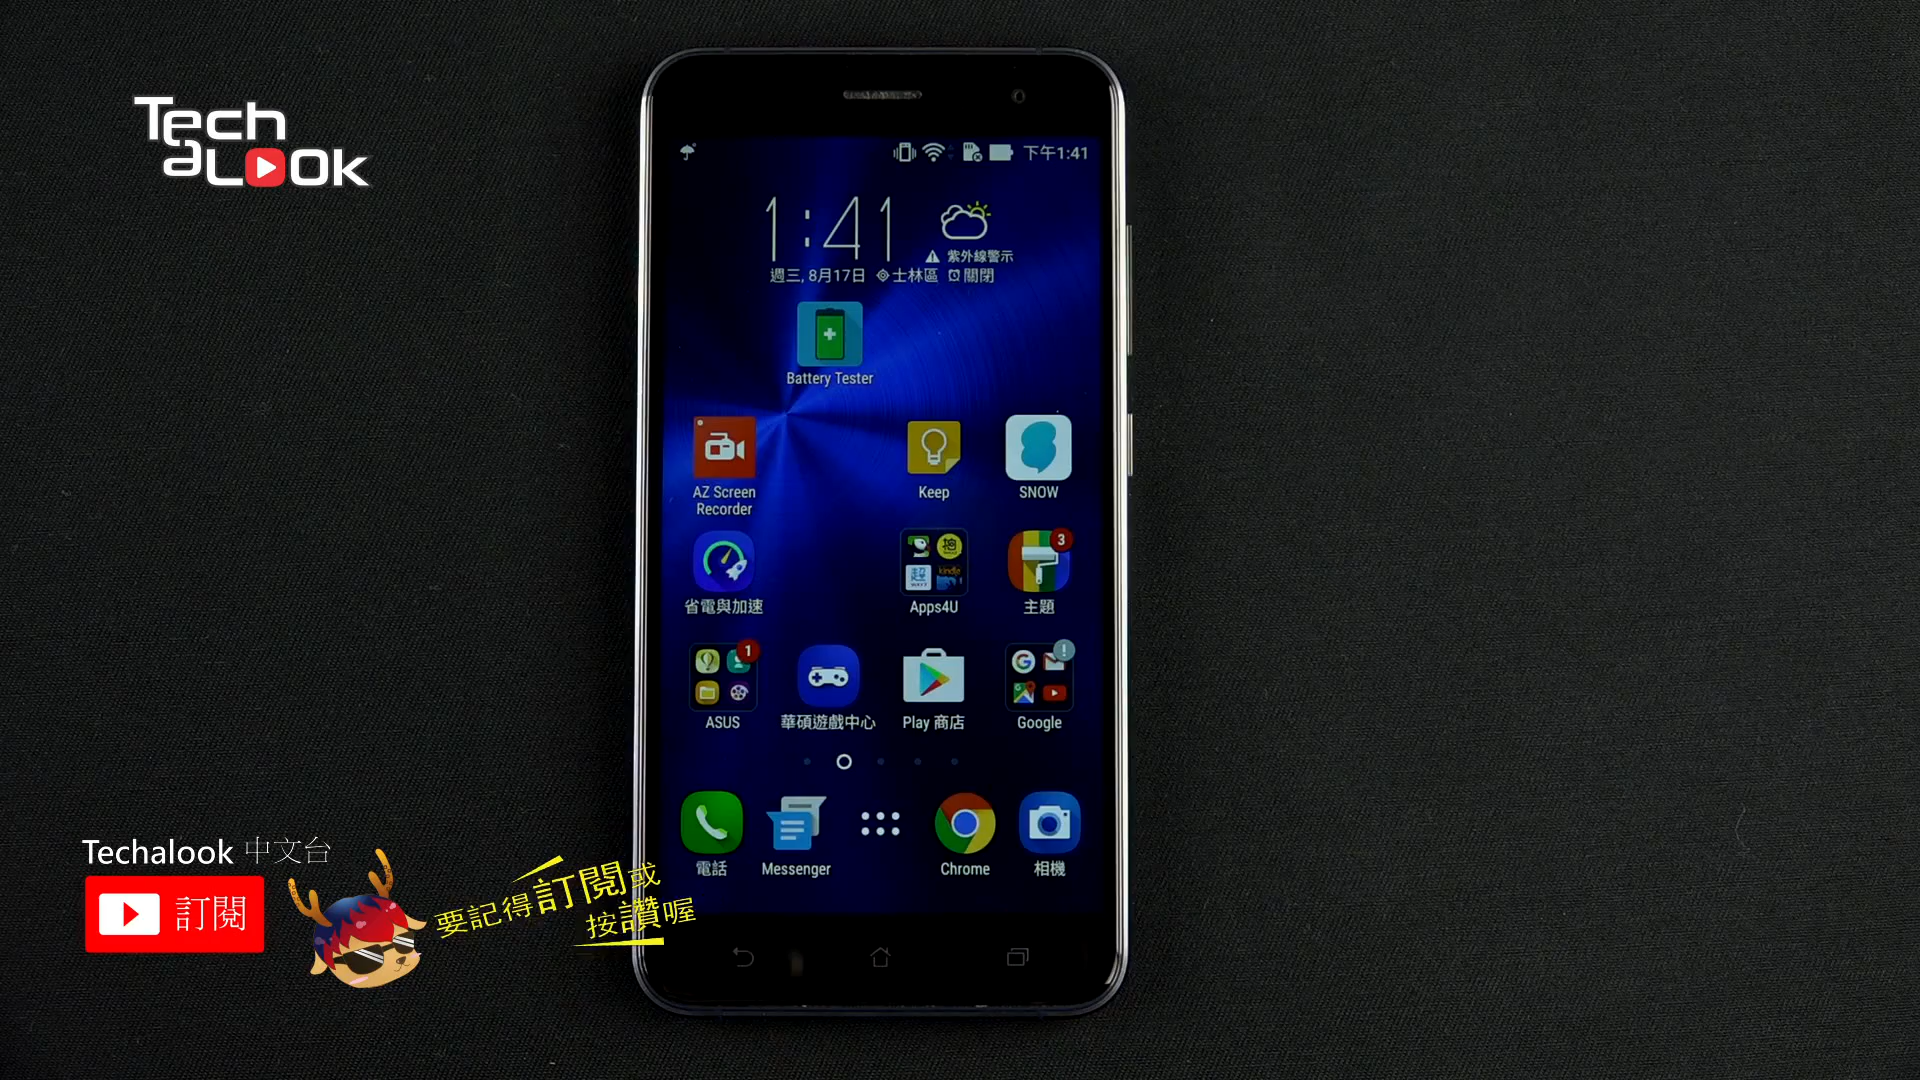 Tech
aLOOk
下午1:41
1:41
紫外線警示
週三, 8月17日 士林區 關閉
Battery Tester
AZ Screen
Recorder
Keep
SNOW
省電與加速
Apps4U
kindle
3
主題
1
ASUS
華碩遊戲中心
Play 商店
Google
電話
Messenger
Chrome
相機
Techalook 中文台
訂閱
要記得訂閱或
按讚喔